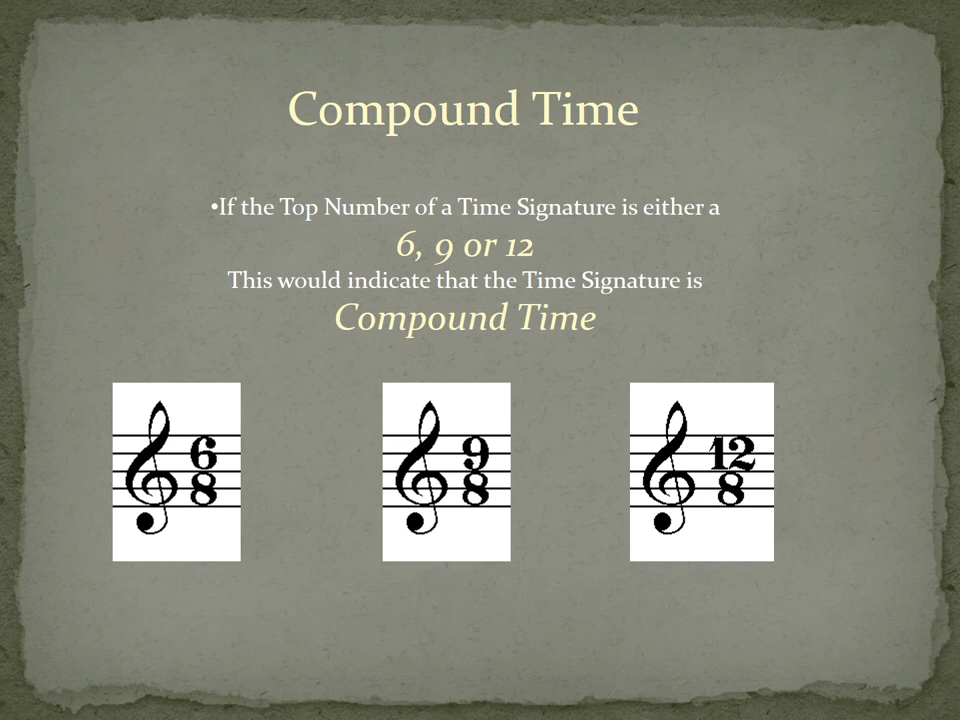 Compound Time
•If the Top Number of a Time Signature is either a
6, 9 or 12
This would indicate that the Time Signature is
Compound Time
6 9 12
8 8 8